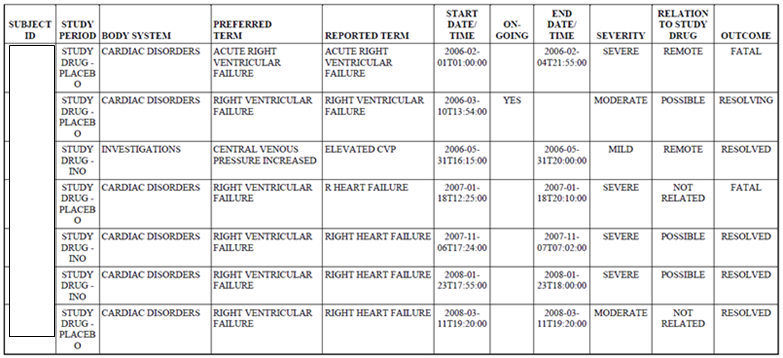 SUBJECT ID | STUDY PERIOD | BODY SYSTEM | PREFERRED TERM | REPORTED TERM | START DATE/ TIME | ON-GOING | END DATE/ TIME | SEVERITY | RELATION TO STUDY DRUG | OUTCOME
STUDY DRUG - PLACEBO | CARDIAC DISORDERS | ACUTE RIGHT VENTRICULAR FAILURE | ACUTE RIGHT VENTRICULAR FAILURE | 2006-02-01T01:00:00 | | 2006-02-04T21:55:00 | SEVERE | REMOTE | FATAL
STUDY DRUG - PLACEBO | CARDIAC DISORDERS | RIGHT VENTRICULAR FAILURE | RIGHT VENTRICULAR FAILURE | 2006-03-10T13:54:00 | YES | | MODERATE | POSSIBLE | RESOLVING
STUDY DRUG - INO | INVESTIGATIONS | CENTRAL VENOUS PRESSURE INCREASED | ELEVATED CVP | 2006-05-31T16:15:00 | | 2006-05-31T20:00:00 | MILD | REMOTE | RESOLVED
STUDY DRUG - PLACEBO | CARDIAC DISORDERS | RIGHT VENTRICULAR FAILURE | R HEART FAILURE | 2007-01-18T12:25:00 | | 2007-01-18T20:10:00 | SEVERE | NOT RELATED | FATAL
STUDY DRUG - INO | CARDIAC DISORDERS | RIGHT VENTRICULAR FAILURE | RIGHT HEART FAILURE | 2007-11-06T17:24:00 | | 2007-11-07T07:02:00 | SEVERE | POSSIBLE | RESOLVED
STUDY DRUG - INO | CARDIAC DISORDERS | RIGHT VENTRICULAR FAILURE | RIGHT HEART FAILURE | 2008-01-23T17:55:00 | | 2008-01-23T18:00:00 | SEVERE | POSSIBLE | RESOLVED
STUDY DRUG - PLACEBO | CARDIAC DISORDERS | RIGHT VENTRICULAR FAILURE | RIGHT HEART FAILURE | 2008-03-11T19:20:00 | | 2008-03-11T19:20:00 | MODERATE | NOT RELATED | RESOLVED